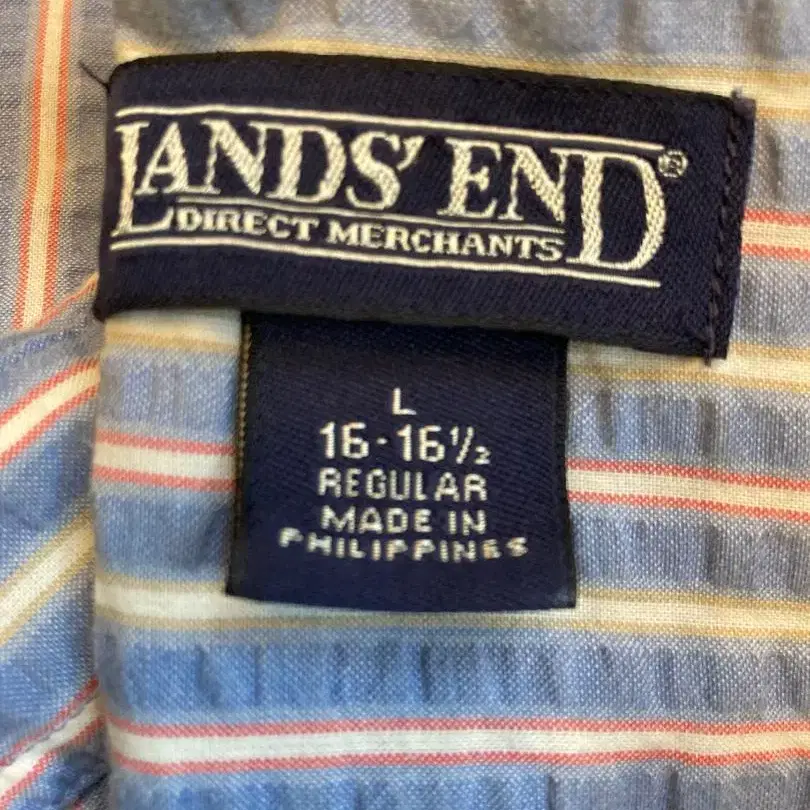 LANDS' END®
DIRECT MERCHANTS
L
16-16½
REGULAR
MADE IN
PHILIPPINES